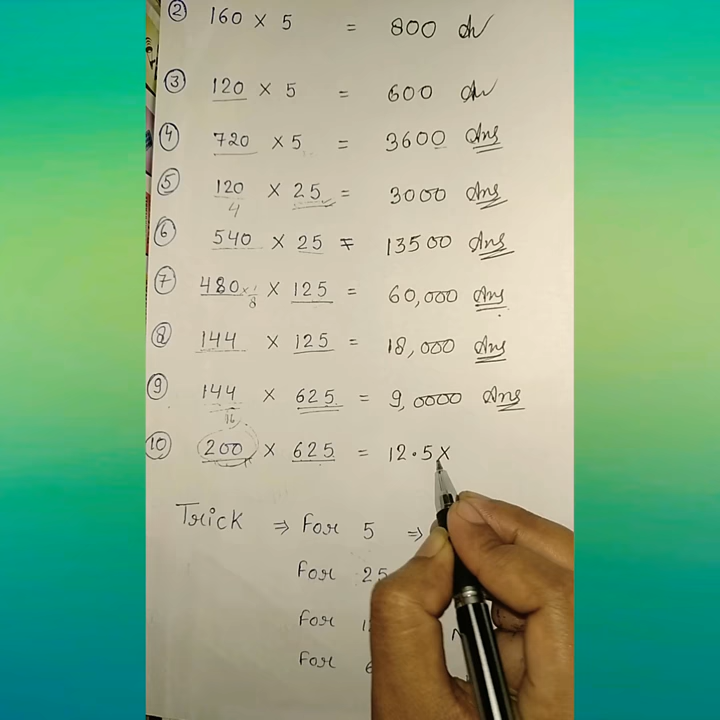 ② 160 × 5 = 800 Ans
③ 120 × 5 = 600 Ans
④ 720 × 5 = 3600 Ans
⑤ 120/4 × 25 = 3000 Ans
⑥ 540 × 25 = 13500 Ans
⑦ 480×1/8 × 125 = 60,000 Ans
⑧ 144 × 125 = 18,000 Ans
⑨ 144/16 × 625 = 9,0000 Ans
⑩ 200 × 625 = 12.5×
Trick ⇒ For 5 ⇒
For 25
For 1
For 6